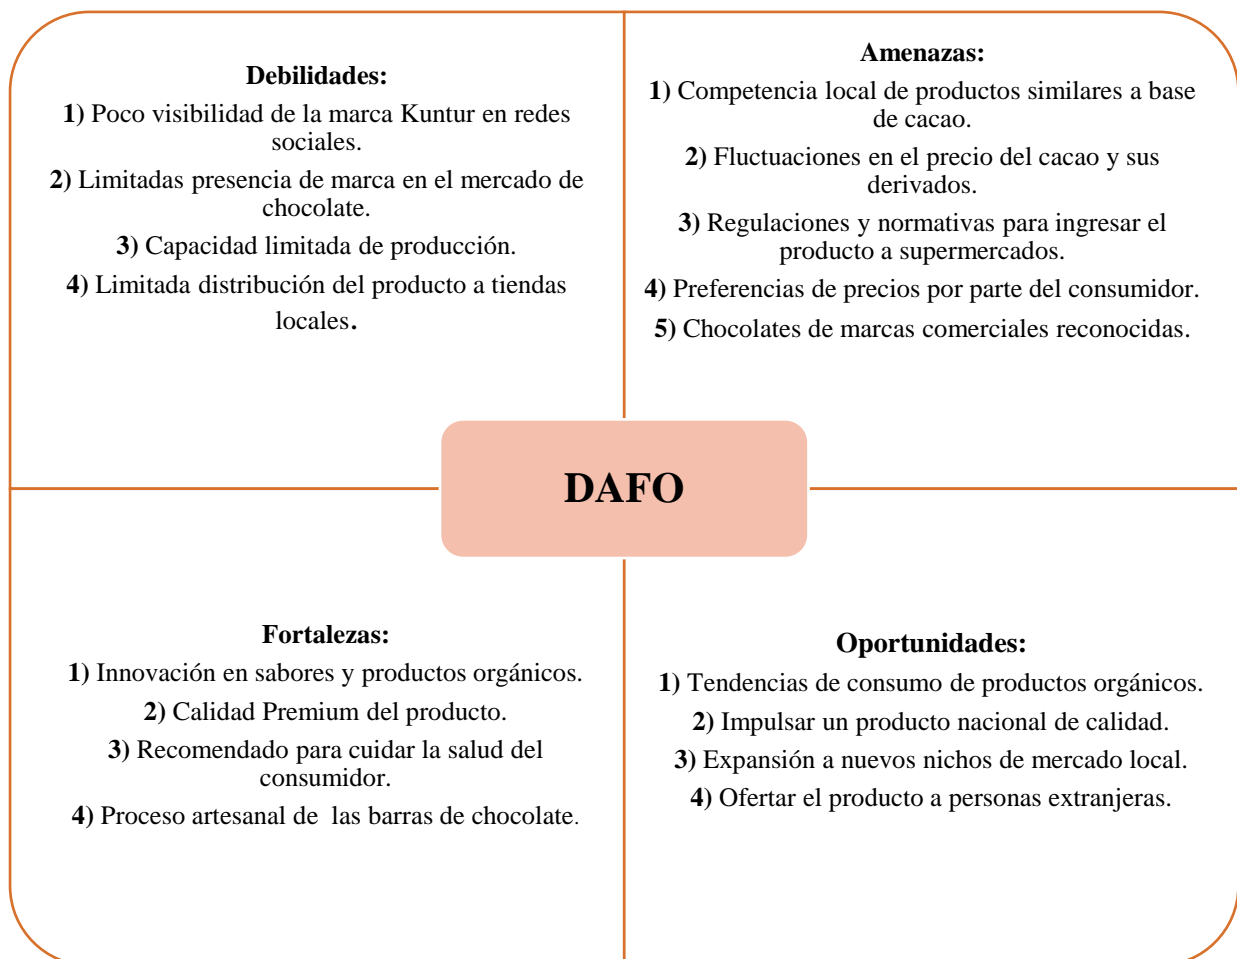 Debilidades:
1) Poco visibilidad de la marca Kuntur en redes
sociales.
2) Limitadas presencia de marca en el mercado de
chocolate.
3) Capacidad limitada de producción.
4) Limitada distribución del producto a tiendas
locales.
Amenazas:
1) Competencia local de productos similares a base
de cacao.
2) Fluctuaciones en el precio del cacao y sus
derivados.
3) Regulaciones y normativas para ingresar el
producto a supermercados.
4) Preferencias de precios por parte del consumidor.
5) Chocolates de marcas comerciales reconocidas.
DAFO
Fortalezas:
1) Innovación en sabores y productos orgánicos.
2) Calidad Premium del producto.
3) Recomendado para cuidar la salud del
consumidor.
4) Proceso artesanal de las barras de chocolate.
Oportunidades:
1) Tendencias de consumo de productos orgánicos.
2) Impulsar un producto nacional de calidad.
3) Expansión a nuevos nichos de mercado local.
4) Ofertar el producto a personas extranjeras.